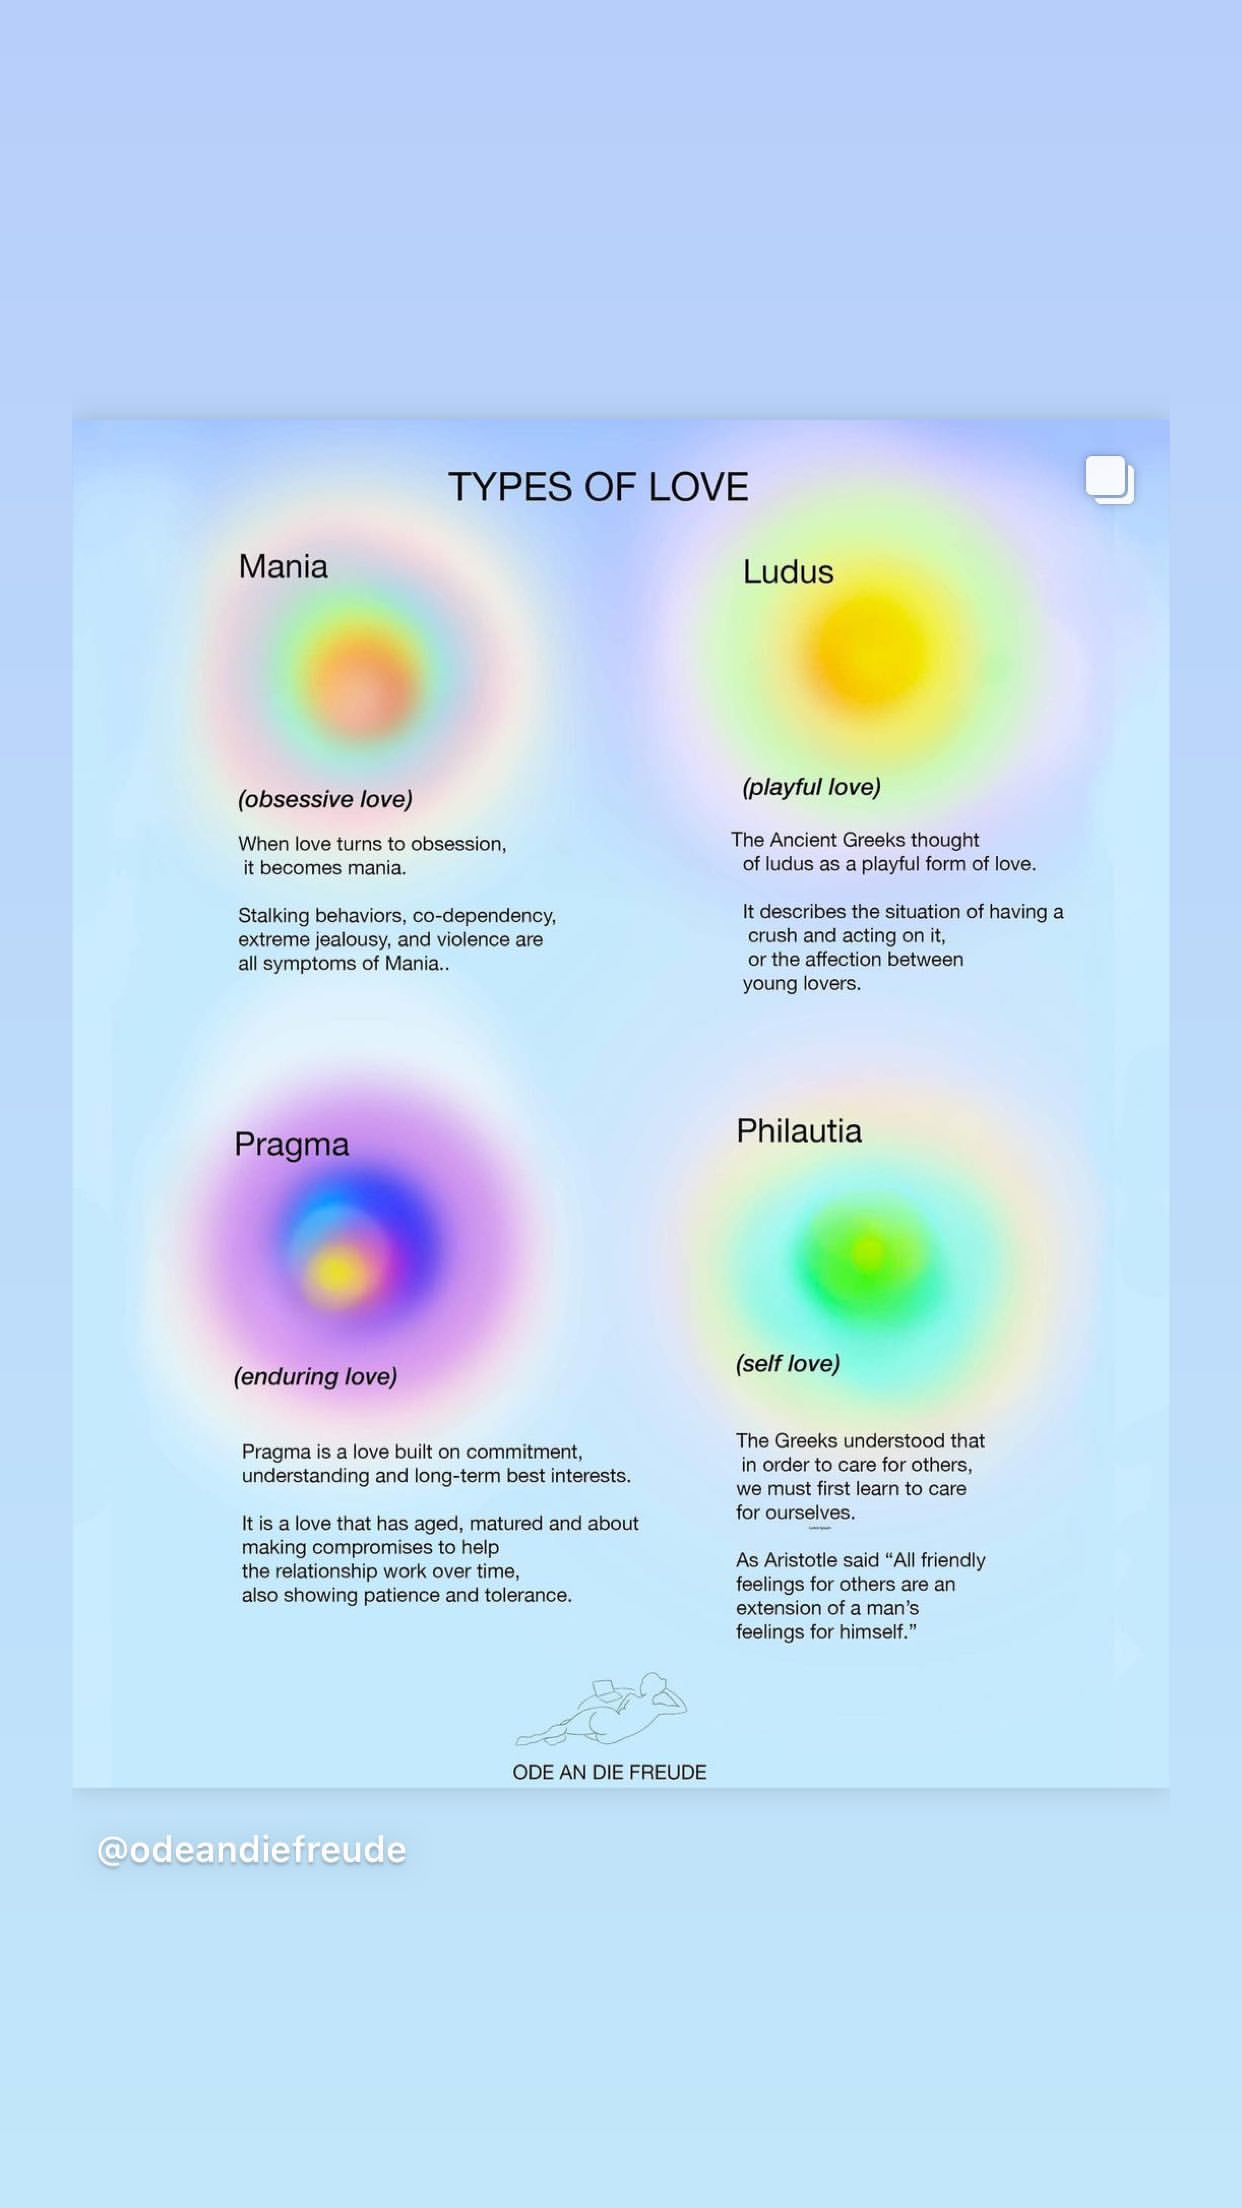 TYPES OF LOVE
Mania
(obsessive love)
When love turns to obsession,
it becomes mania.
Stalking behaviors, co-dependency,
extreme jealousy, and violence are
all symptoms of Mania..
Ludus
(playful love)
The Ancient Greeks thought
of ludus as a playful form of love.
It describes the situation of having a
crush and acting on it,
or the affection between
young lovers.
Pragma
(enduring love)
Pragma is a love built on commitment,
understanding and long-term best interests.
It is a love that has aged, matured and about
making compromises to help
the relationship work over time,
also showing patience and tolerance.
Philautia
(self love)
The Greeks understood that
in order to care for others,
we must first learn to care
for ourselves.
As Aristotle said “All friendly
feelings for others are an
extension of a man’s
feelings for himself.”
ODE AN DIE FREUDE
@odeandiefreude